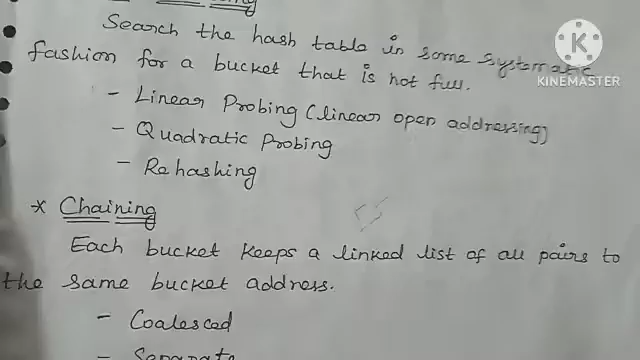 Search the hash table in some systematic
fashion for a bucket that is not full.
- Linear Probing (linear open addressing)
- Quadratic Probing
- Rehashing
* Chaining
Each bucket keeps a linked list of all pairs to
the same bucket address.
- Coalesced
- Separate
K
KINEMASTER